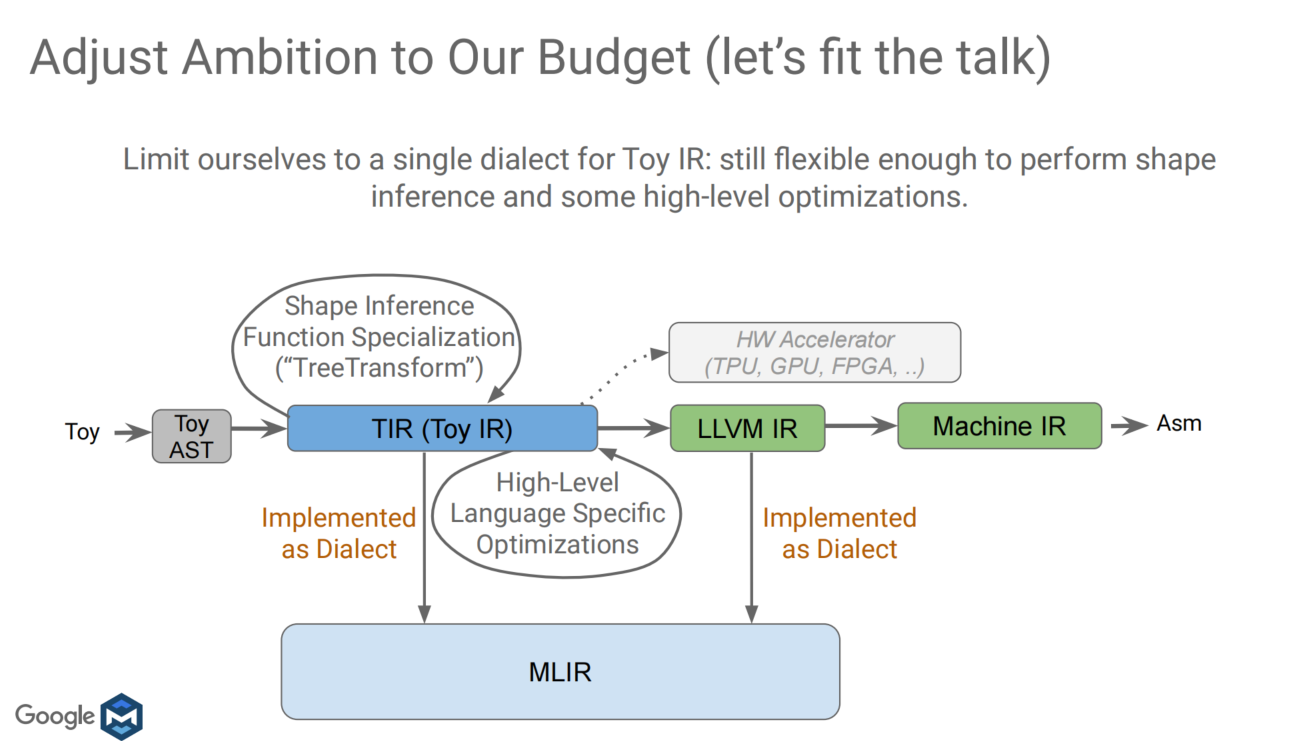 Adjust Ambition to Our Budget (let's fit the talk)
Limit ourselves to a single dialect for Toy IR: still flexible enough to perform shape
inference and some high-level optimizations.
Shape Inference
Function Specialization
(“TreeTransform”)
HW Accelerator
(TPU, GPU, FPGA, ..)
Toy
Toy
AST
TIR (Toy IR)
LLVM IR
Machine IR
Asm
High-Level
Language Specific
Optimizations
Implemented
as Dialect
Implemented
as Dialect
MLIR
Google